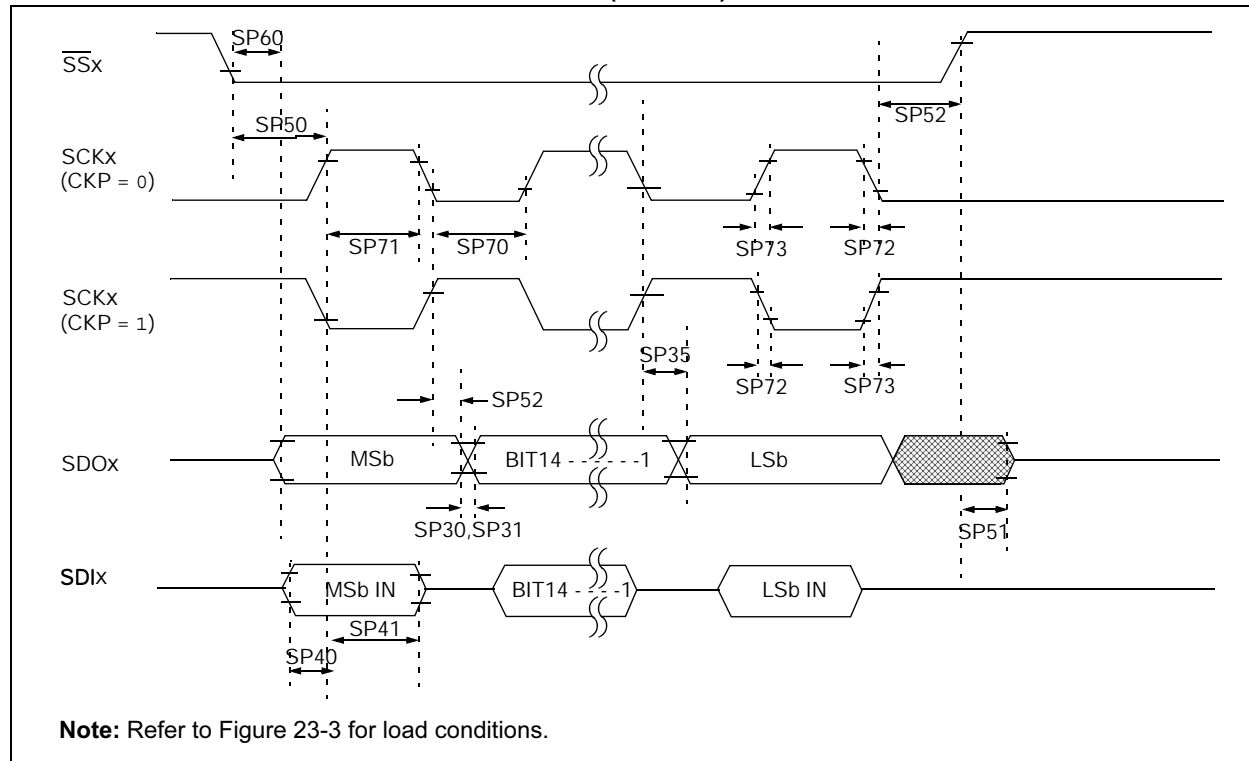 SP60
SSx
SP50
SP52
SCKx
(CKP = 0)
SP71
SP70
SP73
SP72
SCKx
(CKP = 1)
SP35
SP72
SP73
SP52
SDOx
MSb
BIT14 - - - - - -1
LSb
SP30,SP31
SP51
SDIx
MSb IN
BIT14 - - - -1
LSb IN
SP41
SP40
Note: Refer to Figure 23-3 for load conditions.